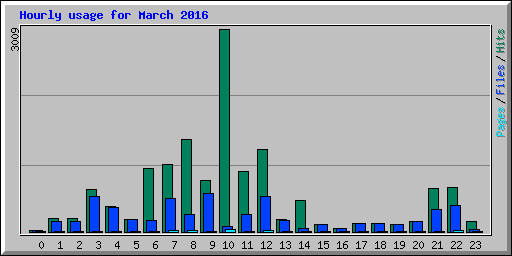 Hourly usage for March 2016
3009
Pages/Files/Hits
0 1 2 3 4 5 6 7 8 9 10 11 12 13 14 15 16 17 18 19 20 21 22 23